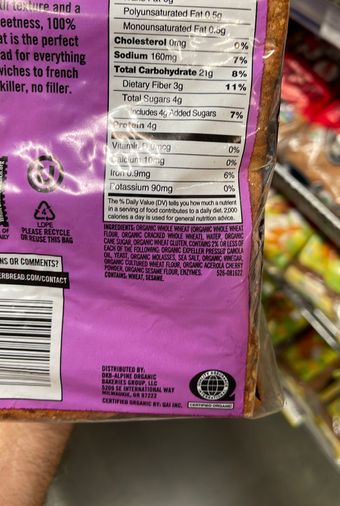 texture and a
eetness, 100%
at is the perfect
ad for everything
wiches to french
killer, no filler.
Polyunsaturated Fat 0.5g
Monounsaturated Fat 0.5g
Cholesterol 0mg 0%
Sodium 160mg 7%
Total Carbohydrate 21g 8%
Dietary Fiber 3g 11%
Total Sugars 4g
Includes 4g Added Sugars 7%
Protein 4g
Vitamin D 0mcg 0%
Calcium 10mg 0%
Iron 0.9mg 6%
Potassium 90mg 0%
The % Daily Value (DV) tells you how much a nutrient
in a serving of food contributes to a daily diet. 2,000
calories a day is used for general nutrition advice.
INGREDIENTS: ORGANIC WHOLE WHEAT (ORGANIC WHOLE WHEAT
FLOUR, ORGANIC CRACKED WHOLE WHEAT), WATER, ORGANIC
CANE SUGAR, ORGANIC WHEAT GLUTEN, CONTAINS 2% OR LESS OF
EACH OF THE FOLLOWING: ORGANIC EXPELLER PRESSED CANOLA
OIL, YEAST, ORGANIC MOLASSES, SEA SALT, ORGANIC VINEGAR,
ORGANIC CULTURED WHEAT FLOUR, ORGANIC ACEROLA CHERRY
POWDER, ORGANIC SESAME FLOUR, ENZYMES.
CONTAINS: WHEAT, SESAME.
4
LDPE
PLEASE RECYCLE
OR REUSE THIS BAG
NS OR COMMENTS?
ERBREAD.COM/CONTACT
DISTRIBUTED BY:
DKB-ALPINE ORGANIC
BAKERIES GROUP, LLC
5209 SE INTERNATIONAL WAY
MILWAUKIE, OR 97222
CERTIFIED ORGANIC BY: QAI INC.
CERTIFIED ORGANIC